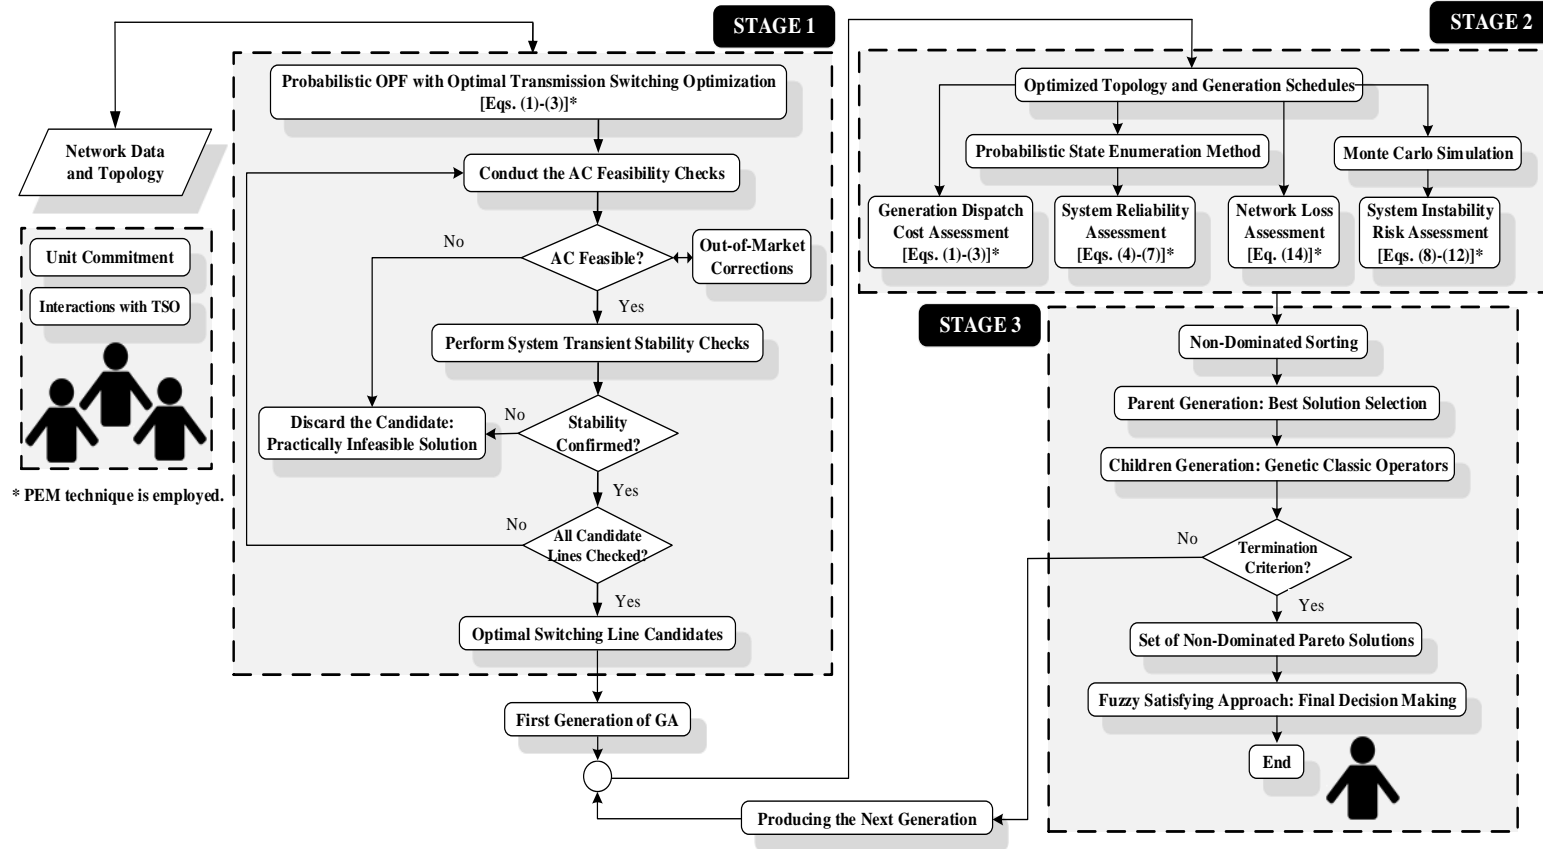 STAGE 1
STAGE 2
Probabilistic OPF with Optimal Transmission Switching Optimization
[Eqs. (1)-(3)]*
Network Data
and Topology
Conduct the AC Feasibility Checks
Unit Commitment
Interactions with TSO
* PEM technique is employed.
No
AC Feasible?
Out-of-Market
Corrections
Yes
Perform System Transient Stability Checks
Discard the Candidate:
Practically Infeasible Solution
No
Stability
Confirmed?
Yes
No
All Candidate
Lines Checked?
Yes
Optimal Switching Line Candidates
First Generation of GA
Optimized Topology and Generation Schedules
Probabilistic State Enumeration Method
Monte Carlo Simulation
Generation Dispatch
Cost Assessment
[Eqs. (1)-(3)]*
System Reliability
Assessment
[Eqs. (4)-(7)]*
Network Loss
Assessment
[Eq. (14)]*
System Instability
Risk Assessment
[Eqs. (8)-(12)]*
STAGE 3
Non-Dominated Sorting
Parent Generation: Best Solution Selection
Children Generation: Genetic Classic Operators
No
Termination
Criterion?
Yes
Set of Non-Dominated Pareto Solutions
Fuzzy Satisfying Approach: Final Decision Making
End
Producing the Next Generation